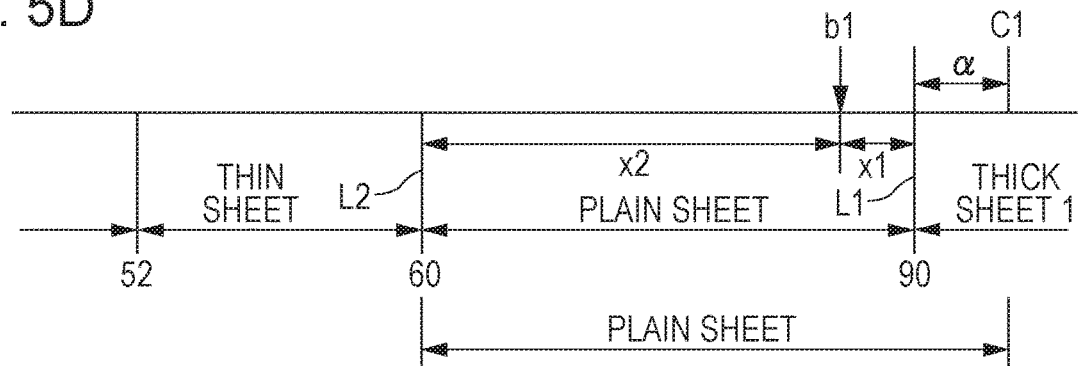 . 5D
b1
C1
α
x2
x1
THIN
SHEET
L2
PLAIN SHEET
L1
THICK
SHEET 1
52
60
90
PLAIN SHEET